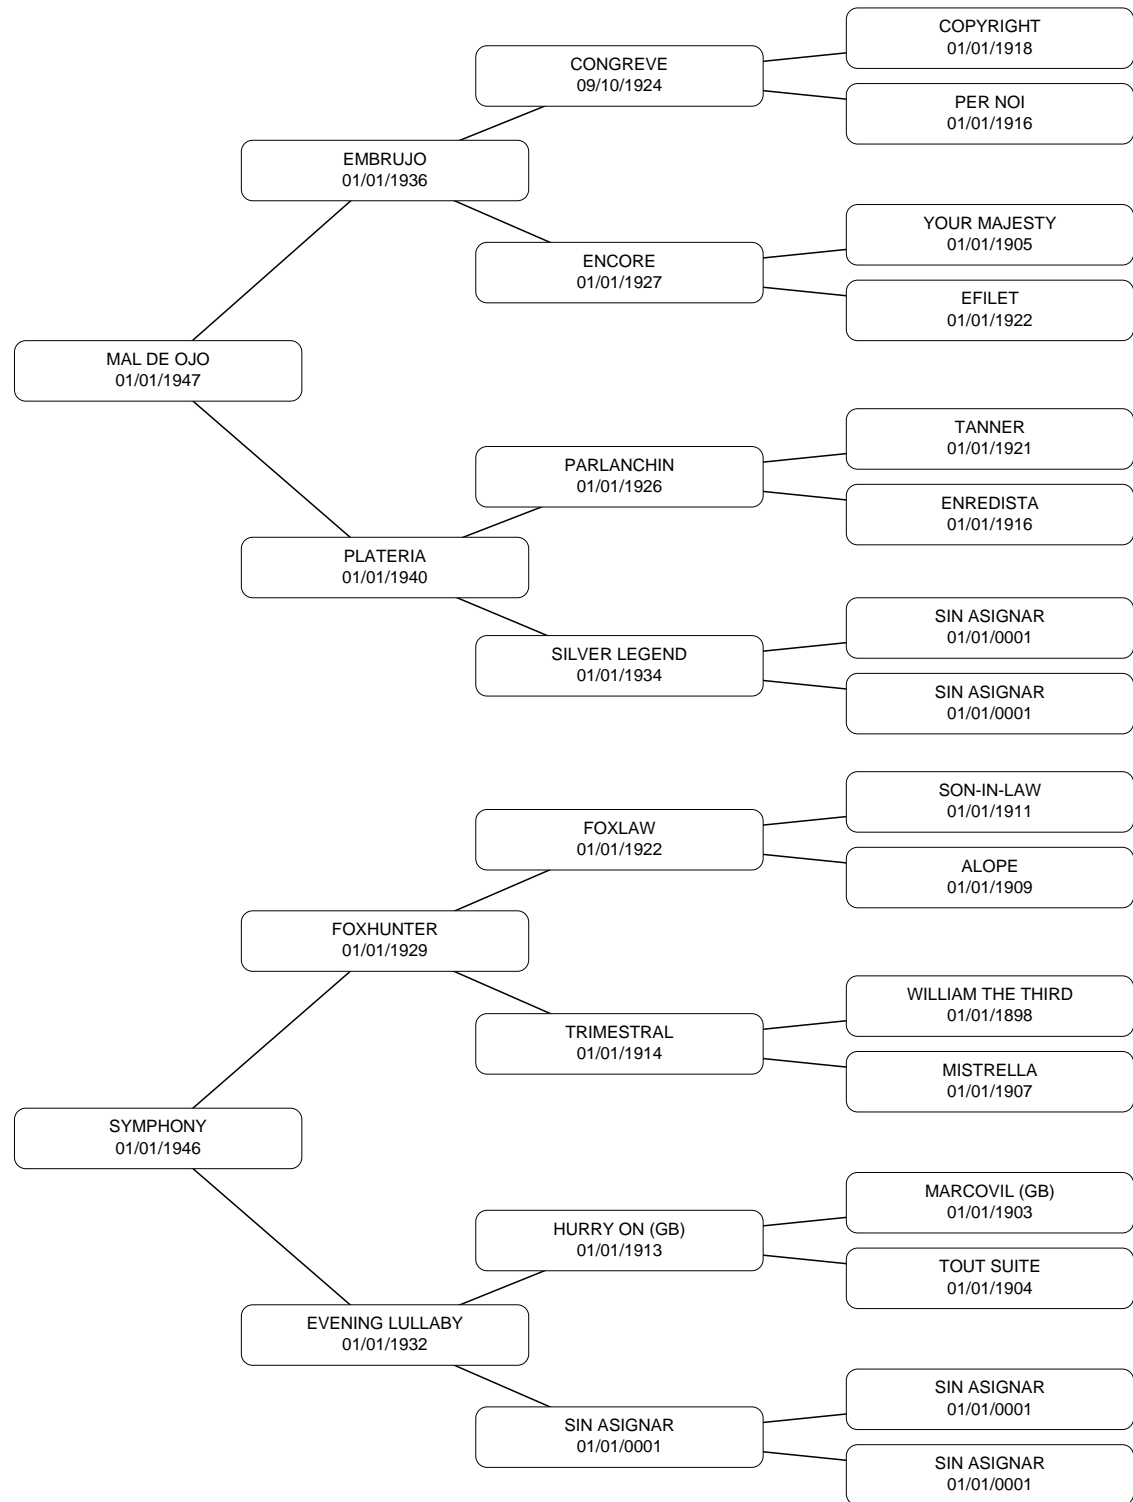 COPYRIGHT
01/01/1918
CONGREVE
09/10/1924
PER NOI
01/01/1916
EMBRUJO
01/01/1936
YOUR MAJESTY
01/01/1905
ENCORE
01/01/1927
EFILET
01/01/1922
MAL DE OJO
01/01/1947
TANNER
01/01/1921
PARLANCHIN
01/01/1926
ENREDISTA
01/01/1916
PLATERIA
01/01/1940
SIN ASIGNAR
01/01/0001
SILVER LEGEND
01/01/1934
SIN ASIGNAR
01/01/0001
SON-IN-LAW
01/01/1911
FOXLAW
01/01/1922
ALOPE
01/01/1909
FOXHUNTER
01/01/1929
WILLIAM THE THIRD
01/01/1898
TRIMESTRAL
01/01/1914
MISTRELLA
01/01/1907
SYMPHONY
01/01/1946
MARCOVIL (GB)
01/01/1903
HURRY ON (GB)
01/01/1913
TOUT SUITE
01/01/1904
EVENING LULLABY
01/01/1932
SIN ASIGNAR
01/01/0001
SIN ASIGNAR
01/01/0001
SIN ASIGNAR
01/01/0001